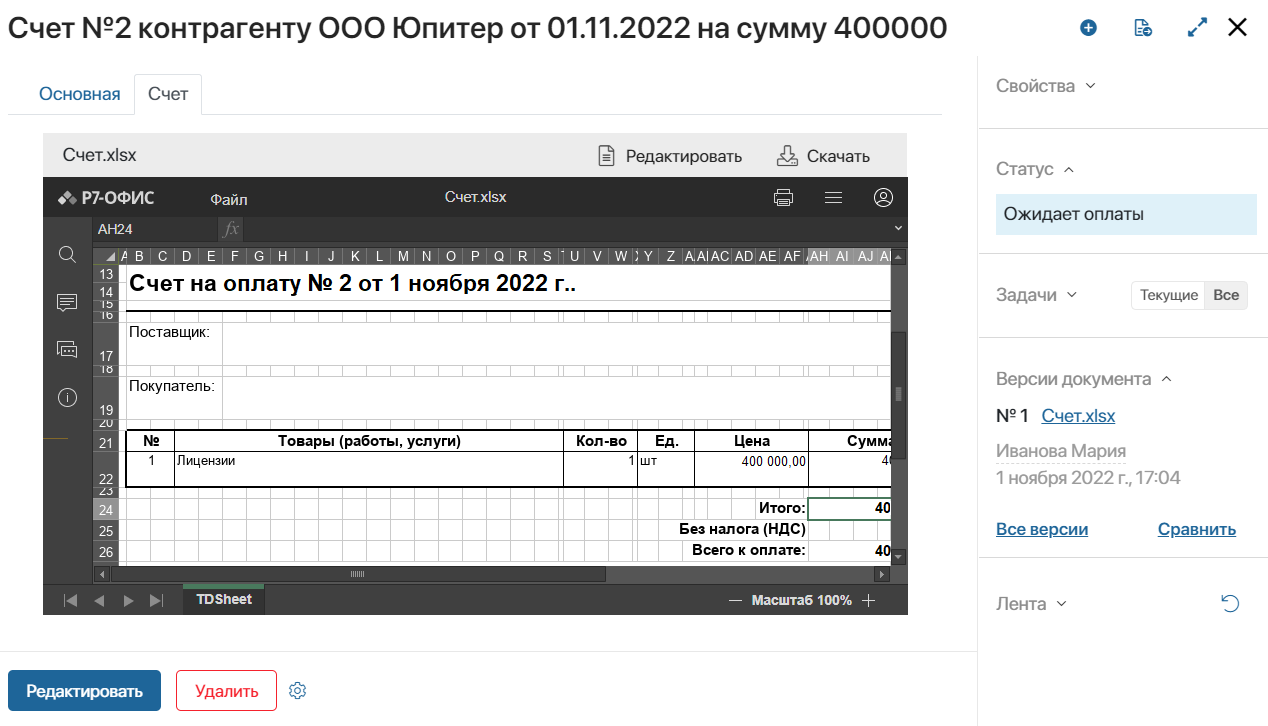 Счет №2 контрагенту ООО Юпитер от 01.11.2022 на сумму 400000
Основная
Счет
Счет.xlsx
Редактировать
Скачать
Р7-ОФИС
Файл
Счет.xlsx
AH24
fx
A B C D E F G H I J K L M N O P Q R S T U V W X Y Z AA AB AC AD AE AF AH AI AJ
13
14 Счет на оплату № 2 от 1 ноября 2022 г..
15
16
17 Поставщик:
18
19 Покупатель:
20
21 № Товары (работы, услуги) Кол-во Ед. Цена Сумма
22 1 Лицензии 1 шт 400 000,00 40
23
24 Итого: 40
25 Без налога (НДС)
26 Всего к оплате: 40
TDSheet
Масштаб 100%
Редактировать
Удалить
Свойства
Статус
Ожидает оплаты
Задачи
Текущие
Все
Версии документа
№ 1 Счет.xlsx
Иванова Мария
1 ноября 2022 г., 17:04
Все версии
Сравнить
Лента